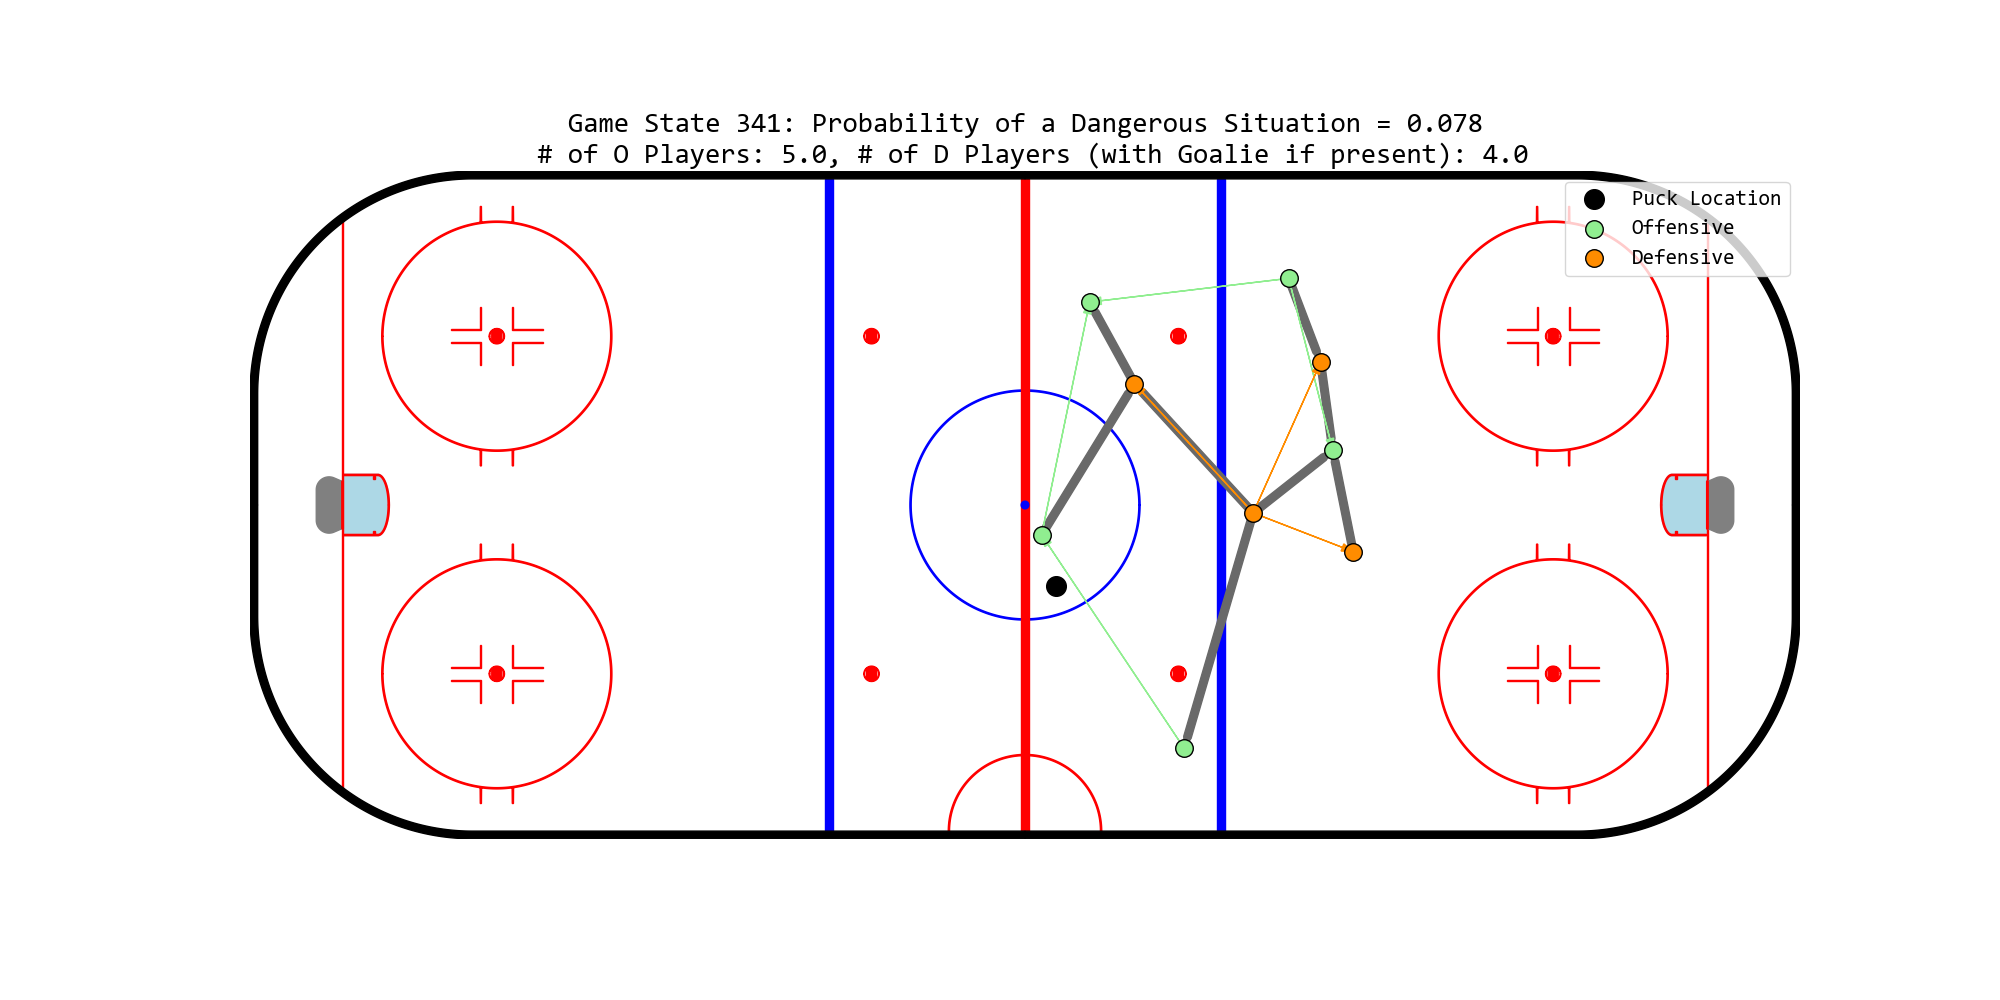 Game State 341: Probability of a Dangerous Situation = 0.078
# of O Players: 5.0, # of D Players (with Goalie if present): 4.0
Puck Location
Offensive
Defensive